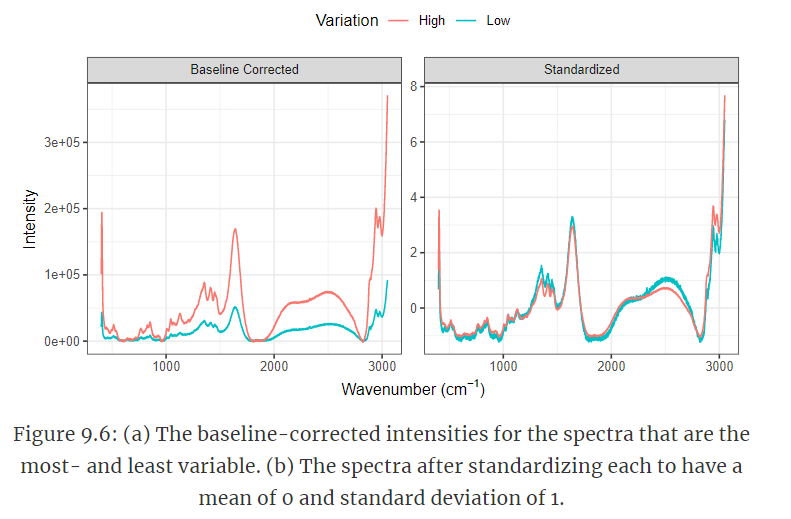 Variation High Low
Baseline Corrected Standardized
Intensity
3e+05
2e+05
1e+05
0e+00
8
6
4
2
0
1000 2000 3000 1000 2000 3000
Wavenumber (cm⁻¹)
Figure 9.6: (a) The baseline-corrected intensities for the spectra that are the
most- and least variable. (b) The spectra after standardizing each to have a
mean of 0 and standard deviation of 1.